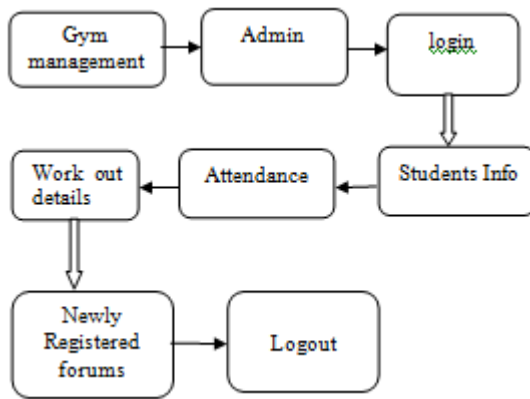 Gym
management
Admin
login
Students Info
Attendance
Work out
details
Newly
Registered
forums
Logout